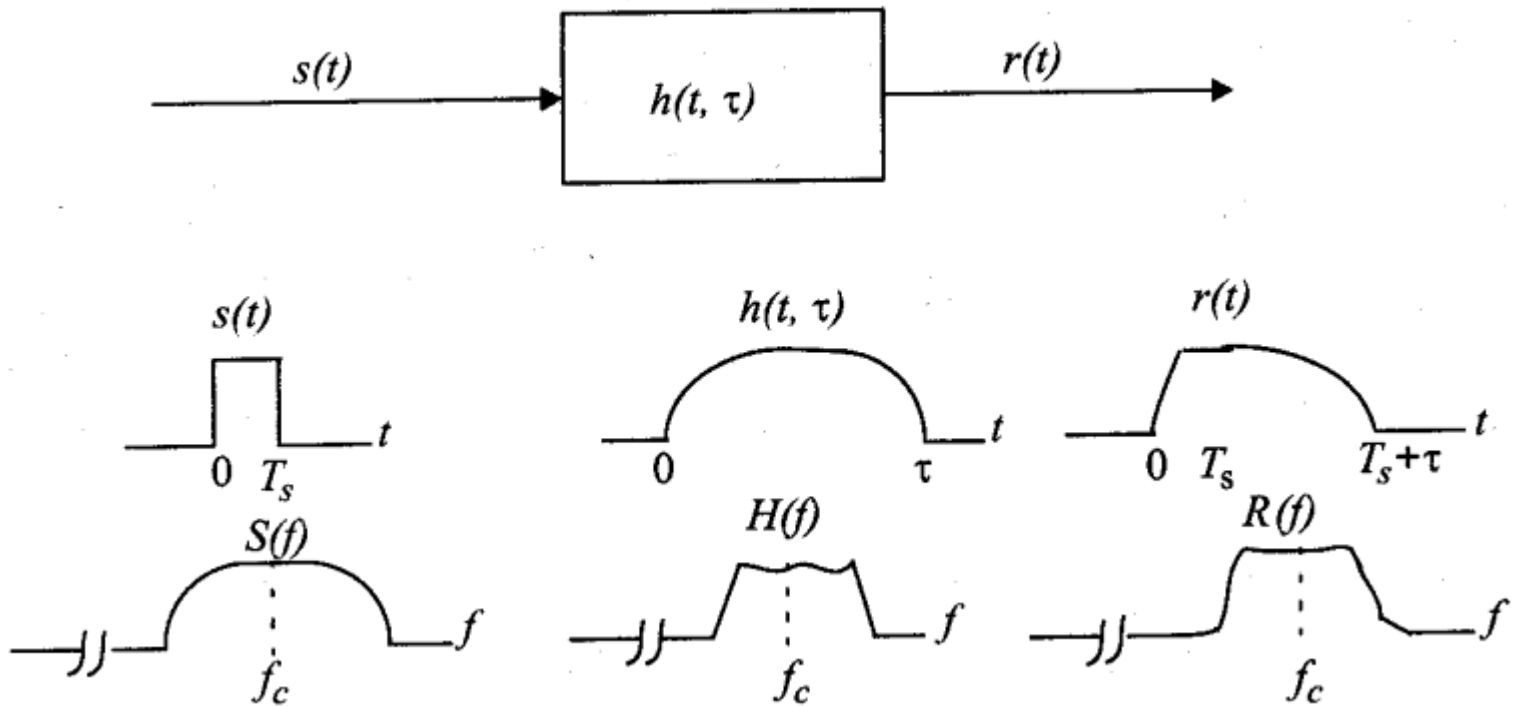 s(t) h(t, τ) r(t)
s(t) h(t, τ) r(t)
t t t
0 T_s 0 τ 0 T_s T_s+τ
S(f) H(f) R(f)
f f f
f_c f_c f_c